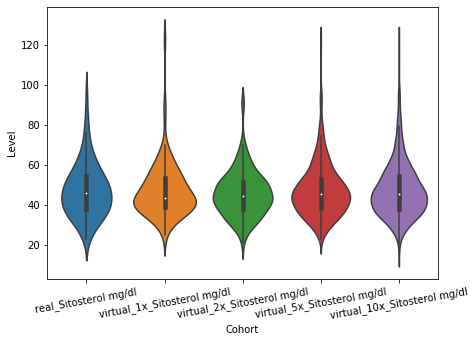 120
100
80
60
40
20
Level
real_Sitosterol mg/dl
virtual_1x_Sitosterol mg/dl
virtual_2x_Sitosterol mg/dl
virtual_5x_Sitosterol mg/dl
virtual_10x_Sitosterol mg/dl
Cohort